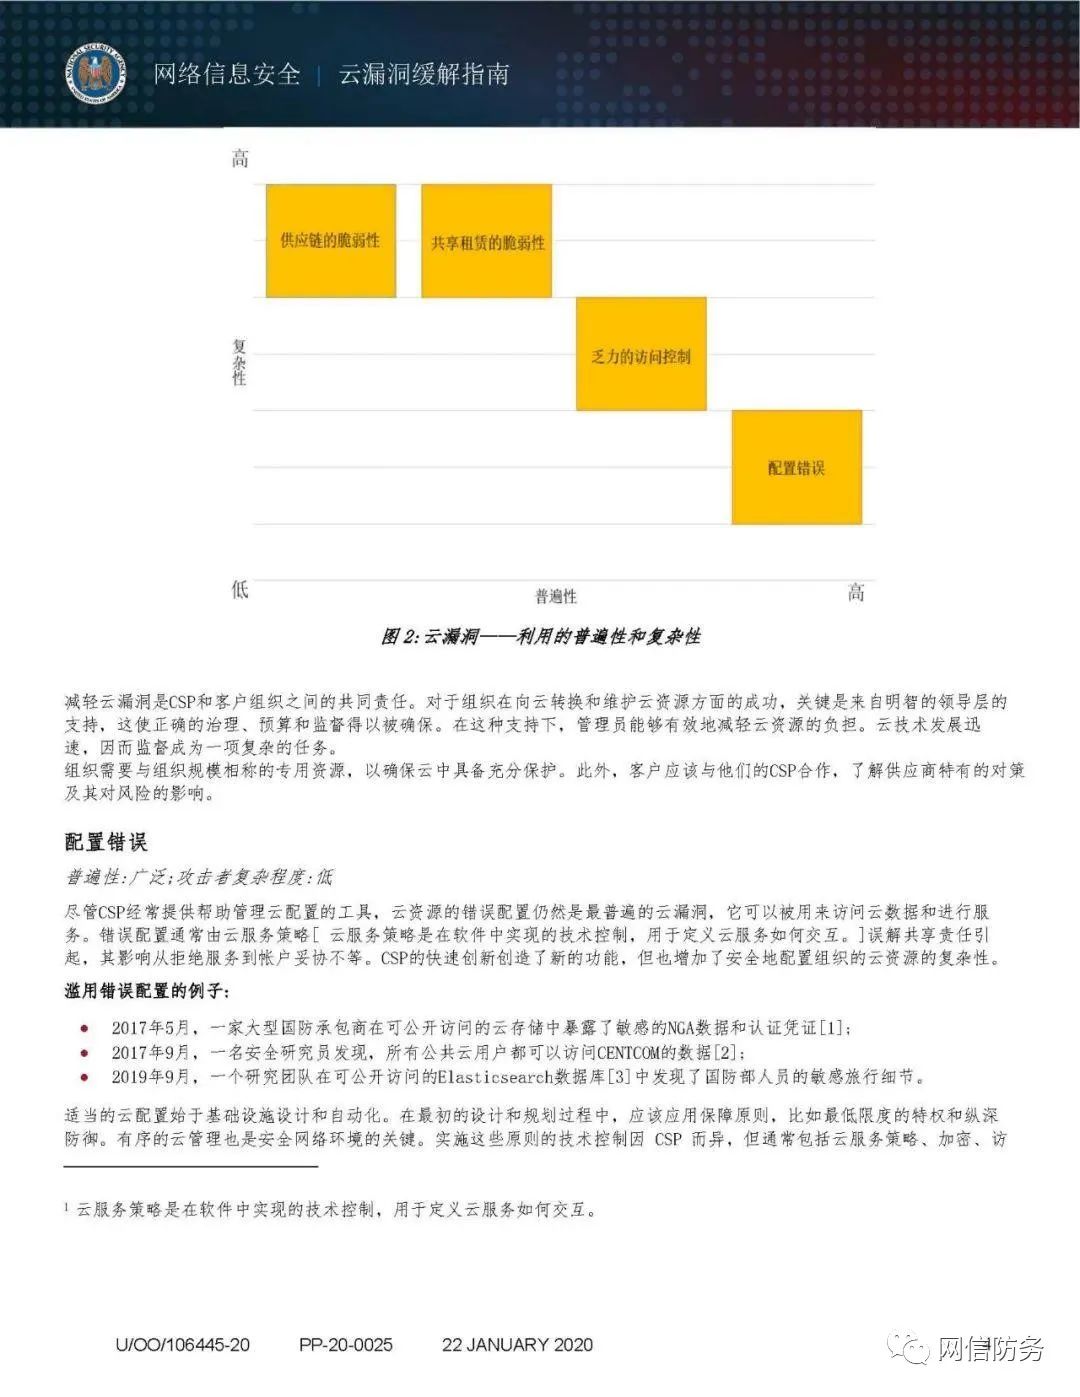 NATIONAL SECURITY AGENCY
UNITED STATES OF AMERICA
网络信息安全 | 云漏洞缓解指南
高
供应链的脆弱性
共享租赁的脆弱性
复杂性
乏力的访问控制
配置错误
低
普遍性
高
图 2:云漏洞——利用的普遍性和复杂性
减轻云漏洞是CSP和客户组织之间的共同责任。对于组织在向云转换和维护云资源方面的成功，关键是来自明智的领导层的
支持，这使正确的治理、预算和监督得以被确保。在这种支持下，管理员能够有效地减轻云资源的负担。云技术发展迅
速，因而监督成为一项复杂的任务。
组织需要与组织规模相称的专用资源，以确保云中具备充分保护。此外，客户应该与他们的CSP合作，了解供应商特有的对策
及其对风险的影响。
配置错误
普遍性:广泛;攻击者复杂程度:低
尽管CSP经常提供帮助管理云配置的工具，云资源的错误配置仍然是最普遍的云漏洞，它可以被用来访问云数据和进行服
务。错误配置通常由云服务策略[ 云服务策略是在软件中实现的技术控制，用于定义云服务如何交互。]误解共享责任引
起，其影响从拒绝服务到帐户妥协不等。CSP的快速创新创造了新的功能，但也增加了安全地配置组织的云资源的复杂性。
滥用错误配置的例子:
● 2017年5月，一家大型国防承包商在可公开访问的云存储中暴露了敏感的NGA数据和认证凭证[1];
● 2017年9月，一名安全研究员发现，所有公共云用户都可以访问CENTCOM的数据[2];
● 2019年9月，一个研究团队在可公开访问的Elasticsearch数据库[3]中发现了国防部人员的敏感旅行细节。
适当的云配置始于基础设施设计和自动化。在最初的设计和规划过程中，应该应用保障原则，比如最低限度的特权和纵深
防御。有序的云管理也是安全网络环境的关键。实施这些原则的技术控制因 CSP 而异，但通常包括云服务策略、加密、访
1 云服务策略是在软件中实现的技术控制，用于定义云服务如何交互。
U/OO/106445-20 PP-20-0025 22 JANUARY 2020 4
网信防务